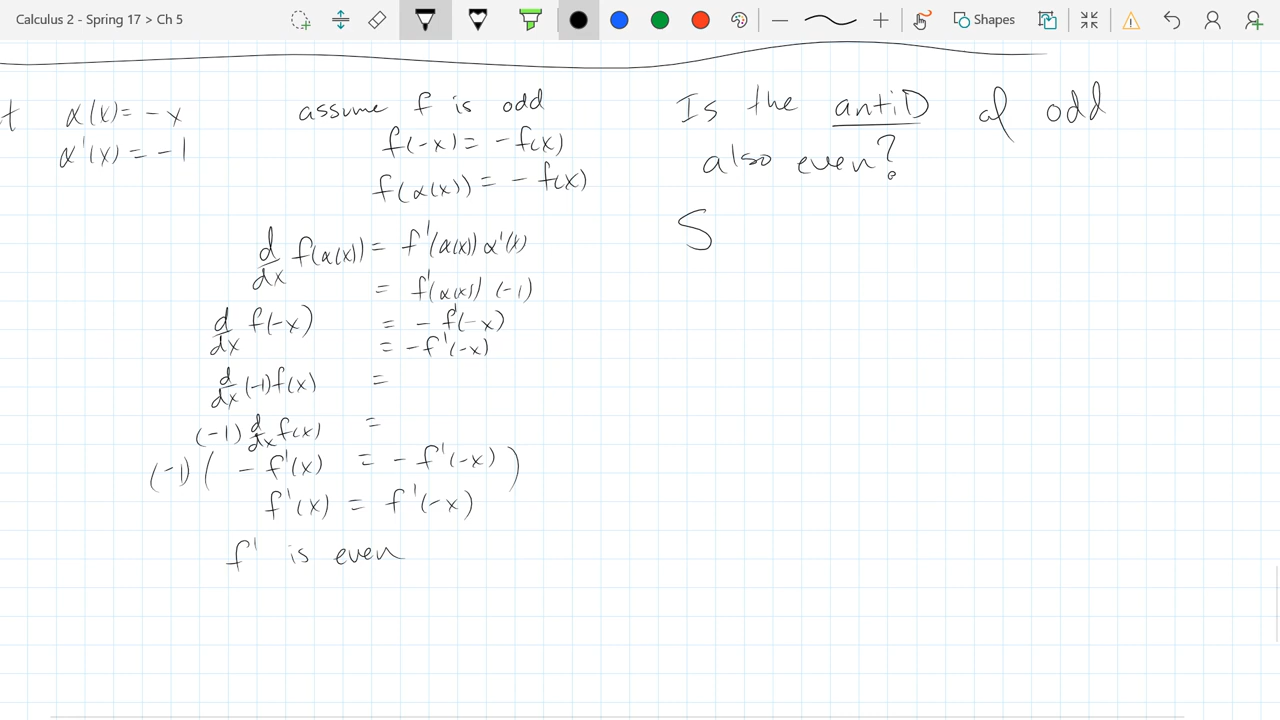 Calculus 2 - Spring 17 > Ch 5
Shapes
t α(x) = -x
α'(x) = -1
assume f is odd
f(-x) = -f(x)
f(α(x)) = -f(x)
d/dx f(α(x)) = f'(α(x)) α'(x)
= f'(α(x)) (-1)
d/dx f(-x) = -f'(-x)
= -f'(-x)
d/dx (-1)f(x) =
(-1) d/dx f(x) =
(-1)( -f'(x) = -f'(-x) )
f'(x) = f'(-x)
f' is even
Is the antiD of odd
also even?
S